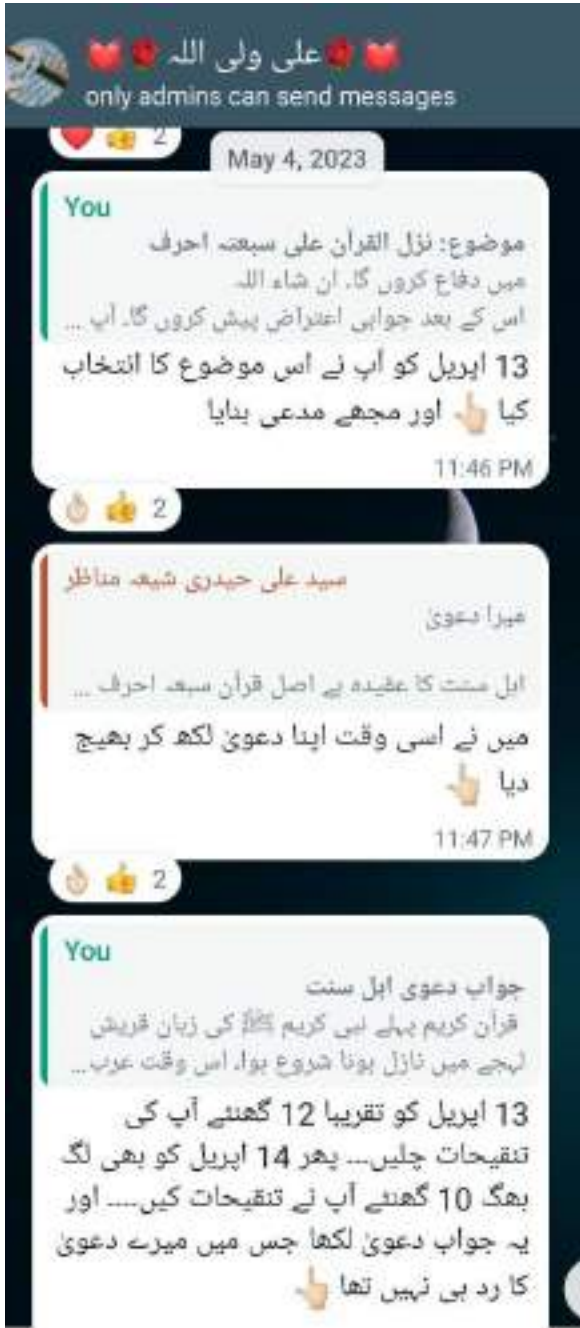 علی ولی اللہ
only admins can send messages
2
May 4, 2023
You
موضوع: نزل القرآن علی سبعتہ احرف
میں دفاع کروں گا۔ ان شاء اللہ
اس کے بعد جوابی اعتراض پیش کروں گا۔ آپ ...
13 اپریل کو آپ نے اس موضوع کا انتخاب
کیا 👆🏻 اور مجھے مدعی بنایا
11:46 PM
👌🏻 👍 2
سید علی حیدری شیعہ مناظر
میرا دعویٰ
اہل سنت کا عقیدہ ہے اصل قرآن سبعہ احرف ...
میں نے اسی وقت اپنا دعویٰ لکھ کر بھیج
دیا 👆🏻
11:47 PM
👌🏻 👍 2
You
جواب دعوی اہل سنت
قرآن کریم پہلے نبی کریم ﷺ کی زبان قریش
لہجے میں نازل ہونا شروع ہوا۔ اس وقت عرب...
13 اپریل کو تقریبا 12 گھنٹے آپ کی
تنقیحات چلیں... پھر 14 اپریل کو بھی لگ
بھگ 10 گھنٹے آپ نے تنقیحات کیں.... اور
یہ جواب دعویٰ لکھا جس میں میرے دعویٰ
کا رد ہی نہیں تھا 👆🏻